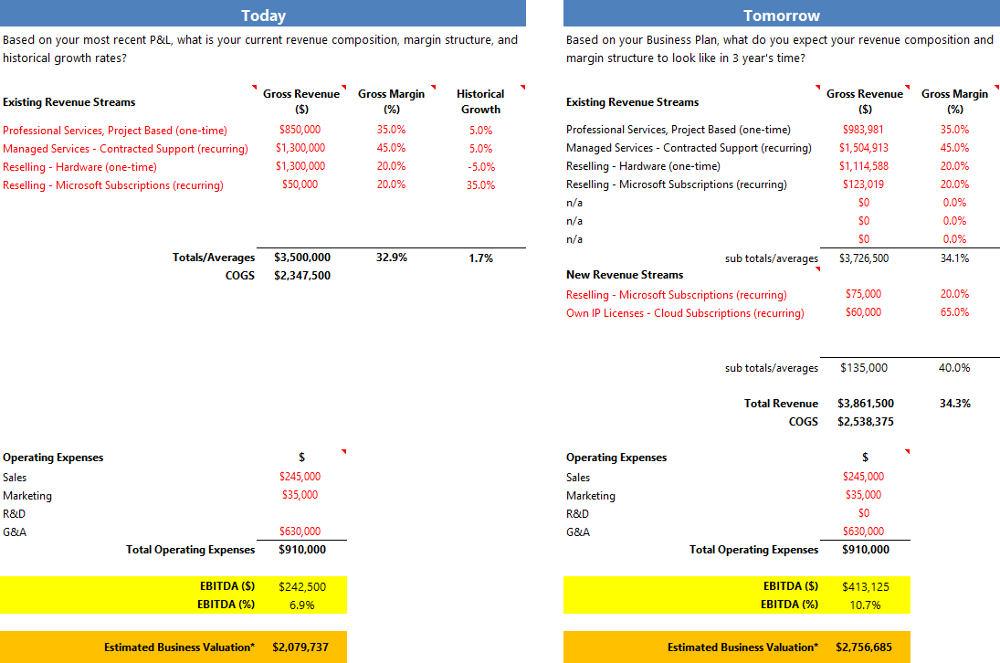 Today
Based on your most recent P&L, what is your current revenue composition, margin structure, and
historical growth rates?
Existing Revenue Streams Gross Revenue ($) Gross Margin (%) Historical Growth
Professional Services, Project Based (one-time) $850,000 35.0% 5.0%
Managed Services - Contracted Support (recurring) $1,300,000 45.0% 5.0%
Reselling - Hardware (one-time) $1,300,000 20.0% -5.0%
Reselling - Microsoft Subscriptions (recurring) $50,000 20.0% 35.0%
Totals/Averages $3,500,000 32.9% 1.7%
COGS $2,347,500
Operating Expenses $
Sales $245,000
Marketing $35,000
R&D
G&A $630,000
Total Operating Expenses $910,000
EBITDA ($) $242,500
EBITDA (%) 6.9%
Estimated Business Valuation* $2,079,737
Tomorrow
Based on your Business Plan, what do you expect your revenue composition and
margin structure to look like in 3 year's time?
Existing Revenue Streams Gross Revenue ($) Gross Margin (%)
Professional Services, Project Based (one-time) $983,981 35.0%
Managed Services - Contracted Support (recurring) $1,504,913 45.0%
Reselling - Hardware (one-time) $1,114,588 20.0%
Reselling - Microsoft Subscriptions (recurring) $123,019 20.0%
n/a $0 0.0%
n/a $0 0.0%
n/a $0 0.0%
sub totals/averages $3,726,500 34.1%
New Revenue Streams
Reselling - Microsoft Subscriptions (recurring) $75,000 20.0%
Own IP Licenses - Cloud Subscriptions (recurring) $60,000 65.0%
sub totals/averages $135,000 40.0%
Total Revenue $3,861,500 34.3%
COGS $2,538,375
Operating Expenses $
Sales $245,000
Marketing $35,000
R&D $0
G&A $630,000
Total Operating Expenses $910,000
EBITDA ($) $413,125
EBITDA (%) 10.7%
Estimated Business Valuation* $2,756,685